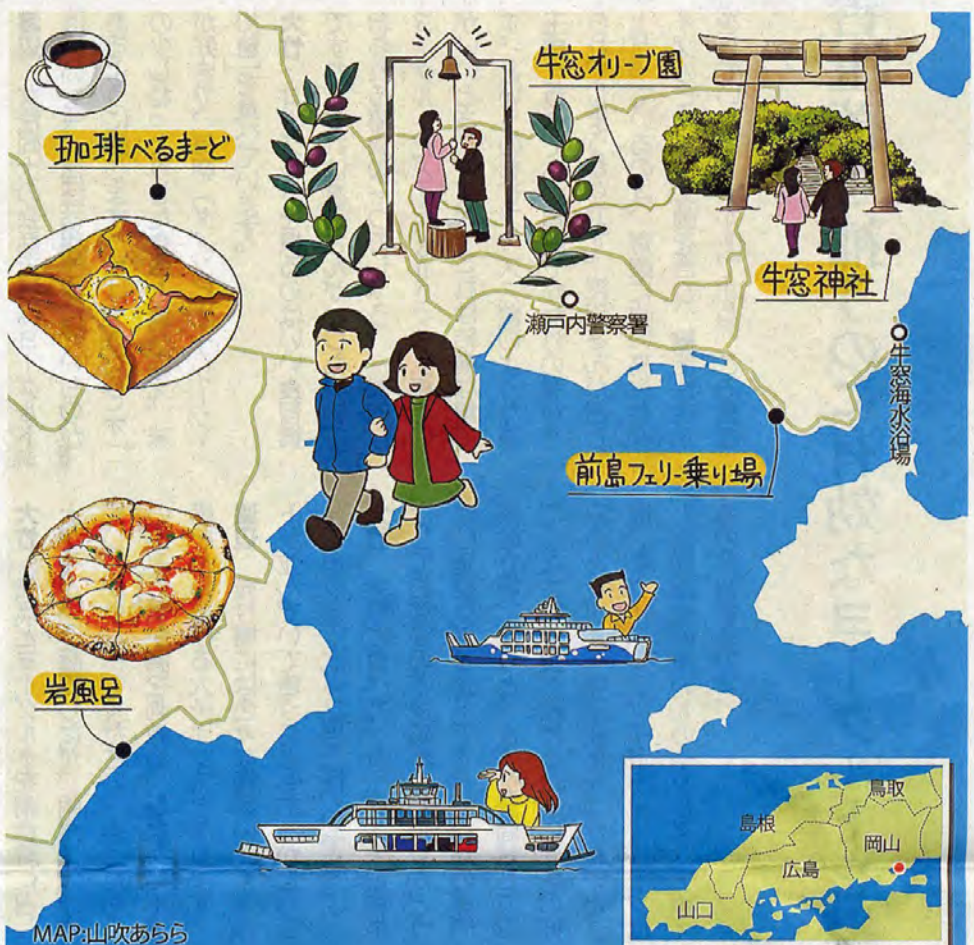 珈琲べるまーど
牛窓オリーブ園
牛窓神社
瀬戸内警察署
牛窓海水浴場
前島フェリー乗り場
岩風呂
鳥取
島根
岡山
広島
山口
MAP:山吹あらら